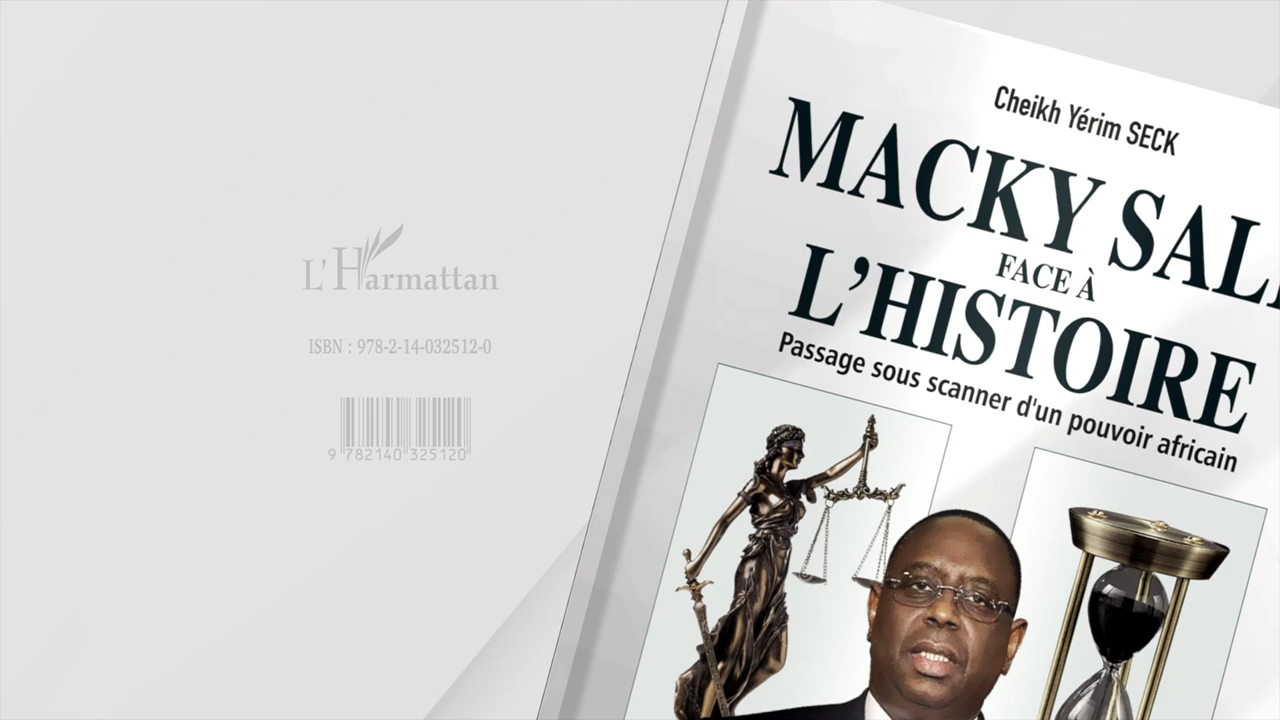 L'Harmattan
ISBN : 978-2-14-032512-0
9 782140 325120
Cheikh Yérim SECK
MACKY SAL
FACE À
L'HISTOIRE
Passage sous scanner d'un pouvoir africain